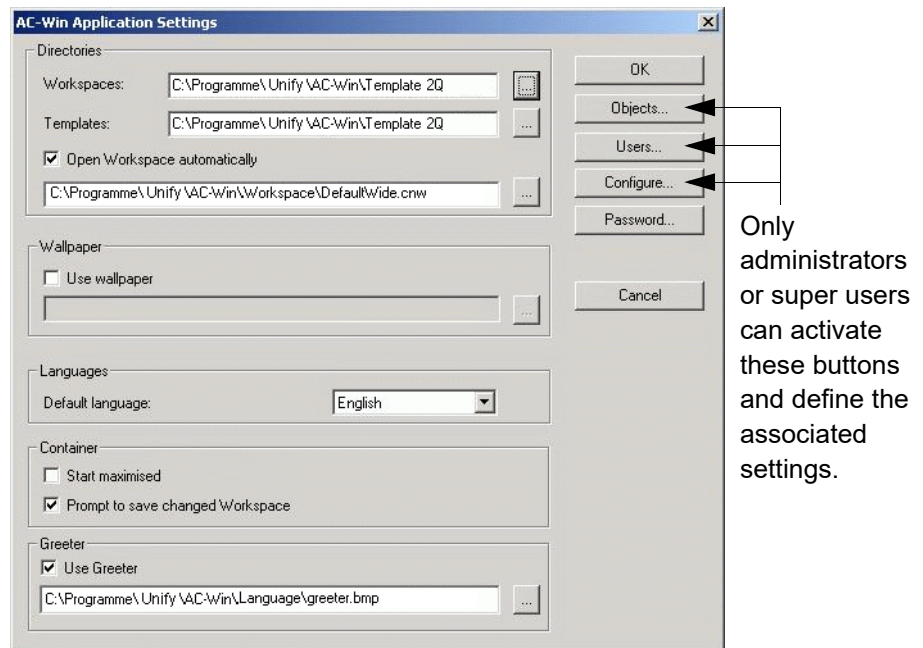 AC-Win Application Settings
Directories
Workspaces:
C:\Programme\ Unify \AC-Win\Template 2Q
...
Templates:
C:\Programme\ Unify \AC-Win\Template 2Q
...
Open Workspace automatically
C:\Programme\ Unify \AC-Win\Workspace\DefaultWide.cnw
...
Wallpaper
Use wallpaper
...
Languages
Default language:
English
Container
Start maximised
Prompt to save changed Workspace
Greeter
Use Greeter
C:\Programme\ Unify \AC-Win\Language\greeter.bmp
...
OK
Objects...
Users...
Configure...
Password...
Cancel
Only
administrators
or super users
can activate
these buttons
and define the
associated
settings.